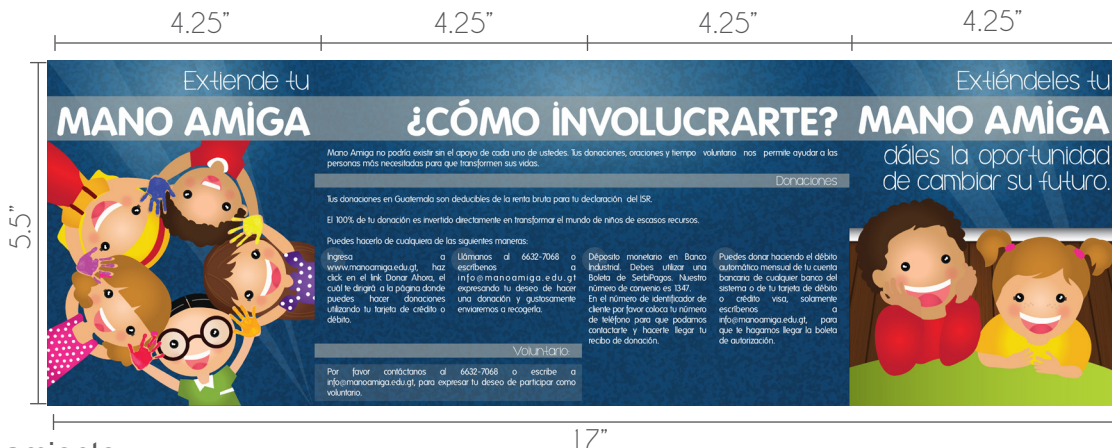 4.25”
4.25”
4.25”
4.25”
5.5”
Extiende tu
MANO AMiGA
¿CÓMO iNVOLUCRARTE?
Mano Amiga no podría existir sin el apoyo de cada uno de ustedes. Tus donaciones, oraciones y tiempo voluntario nos permite ayudar a las
personas más necesitadas para que transformen sus vidas.
Donaciones
Tus donaciones en Guatemala son deducibles de la renta bruta para tu declaración del ISR.
El 100% de tu donación es invertido directamente en transformar el mundo de niños de escasos recursos.
Puedes hacerlo de cualquiera de las siguientes maneras:
Ingresa a
www.manoamiga.edu.gt, haz
click en el link Donar Ahora, el
cuál te dirigrá a la página donde
puedes hacer donaciones
utilizando tu tarjeta de crédito o
débito.
Llámanos al 6632-7068 o
escríbenos a
info@manoamiga.edu.gt
expresando tu deseo de hacer
una donación y gustosamente
enviaremos a recogerla.
Déposito monetario en Banco
Industrial. Debes utilizar una
Boleta de SerbiPagos. Nuestro
número de convenio es 1347.
En el número de identificador de
cliente por favor coloca tu número
de teléfono para que podamos
contactarte y hacerte llegar tu
recibo de donación.
Puedes donar haciendo el débito
automático mensual de tu cuenta
bancaria de cualquier banco del
sistema o de tu tarjeta de débito
o crédito visa, solamente
escríbenos a
info@manoamiga.edu.gt, para
que te hagamos llegar la boleta
de autorización.
Voluntario:
Por favor contáctanos al 6632-7068 o escribe a
info@manoamiga.edu.gt, para expresar tu deseo de participar como
voluntario.
Extiéndeles tu
MANO AMiGA
dáles la oportunidad
de cambiar su futuro.
17”